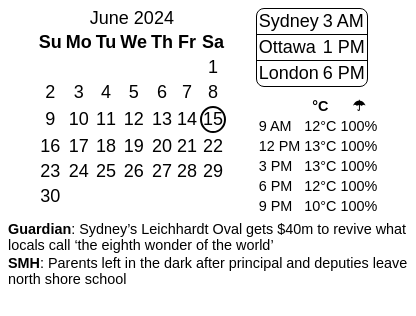 June 2024
Su Mo Tu We Th Fr Sa
1
2 3 4 5 6 7 8
9 10 11 12 13 14 15
16 17 18 19 20 21 22
23 24 25 26 27 28 29
30
Sydney 3 AM
Ottawa 1 PM
London 6 PM
°C ☂
9 AM 12°C 100%
12 PM 13°C 100%
3 PM 13°C 100%
6 PM 12°C 100%
9 PM 10°C 100%
Guardian: Sydney’s Leichhardt Oval gets $40m to revive what
locals call ‘the eighth wonder of the world’
SMH: Parents left in the dark after principal and deputies leave
north shore school